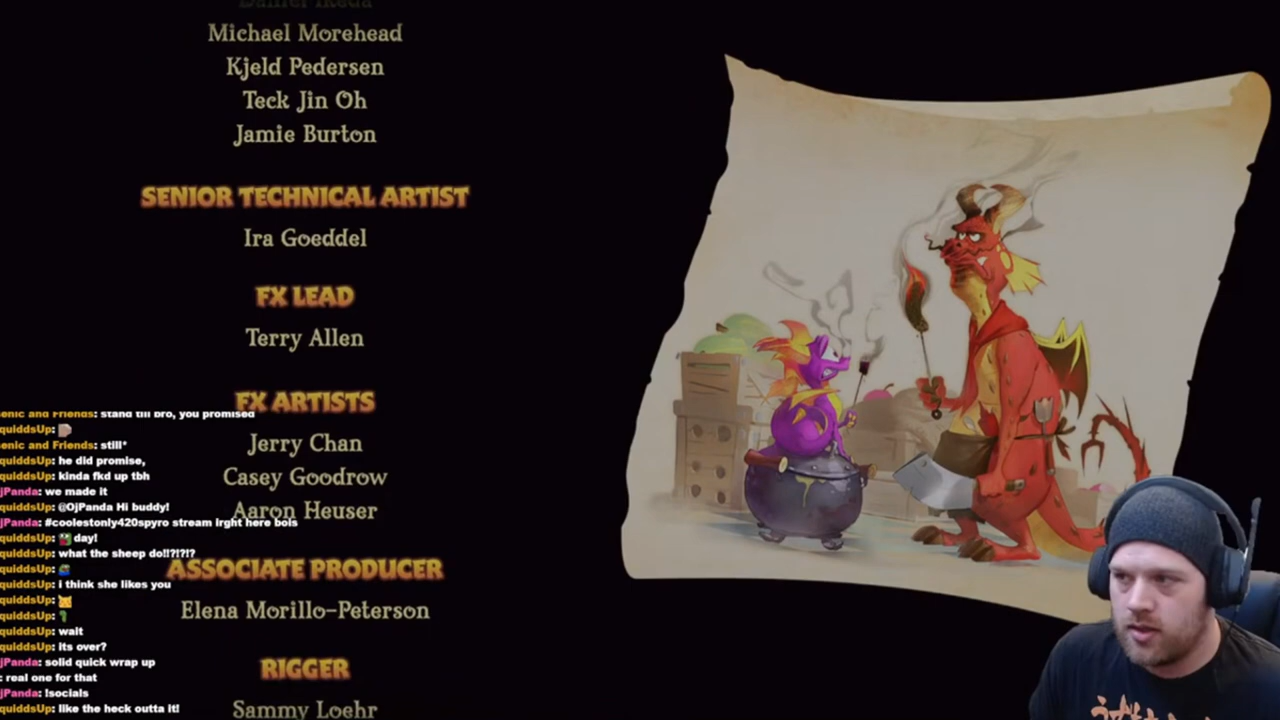 Michael Morehead
Kjeld Pedersen
Teck Jin Oh
Jamie Burton
SENIOR TECHNICAL ARTIST
Ira Goeddel
FX LEAD
Terry Allen
FX ARTISTS
Jerry Chan
Casey Goodrow
Aaron Heuser
ASSOCIATE PRODUCER
Elena Morillo-Peterson
RIGGER
Sammy Loehr
enic and Friends: stand till bro, you promised
quiddsUp:
enic and Friends: still*
quiddsUp: he did promise,
quiddsUp: kinda fkd up tbh
jPanda: we made it
quiddsUp: @OjPanda Hi buddy!
jPanda: #coolestonly420spyro stream irght here bois
quiddsUp: day!
quiddsUp: what the sheep do!!?!?!?
quiddsUp:
quiddsUp: i think she likes you
quiddsUp:
quiddsUp:
quiddsUp: wait
quiddsUp: its over?
jPanda: solid quick wrap up
: real one for that
jPanda: !socials
quiddsUp: like the heck outta it!